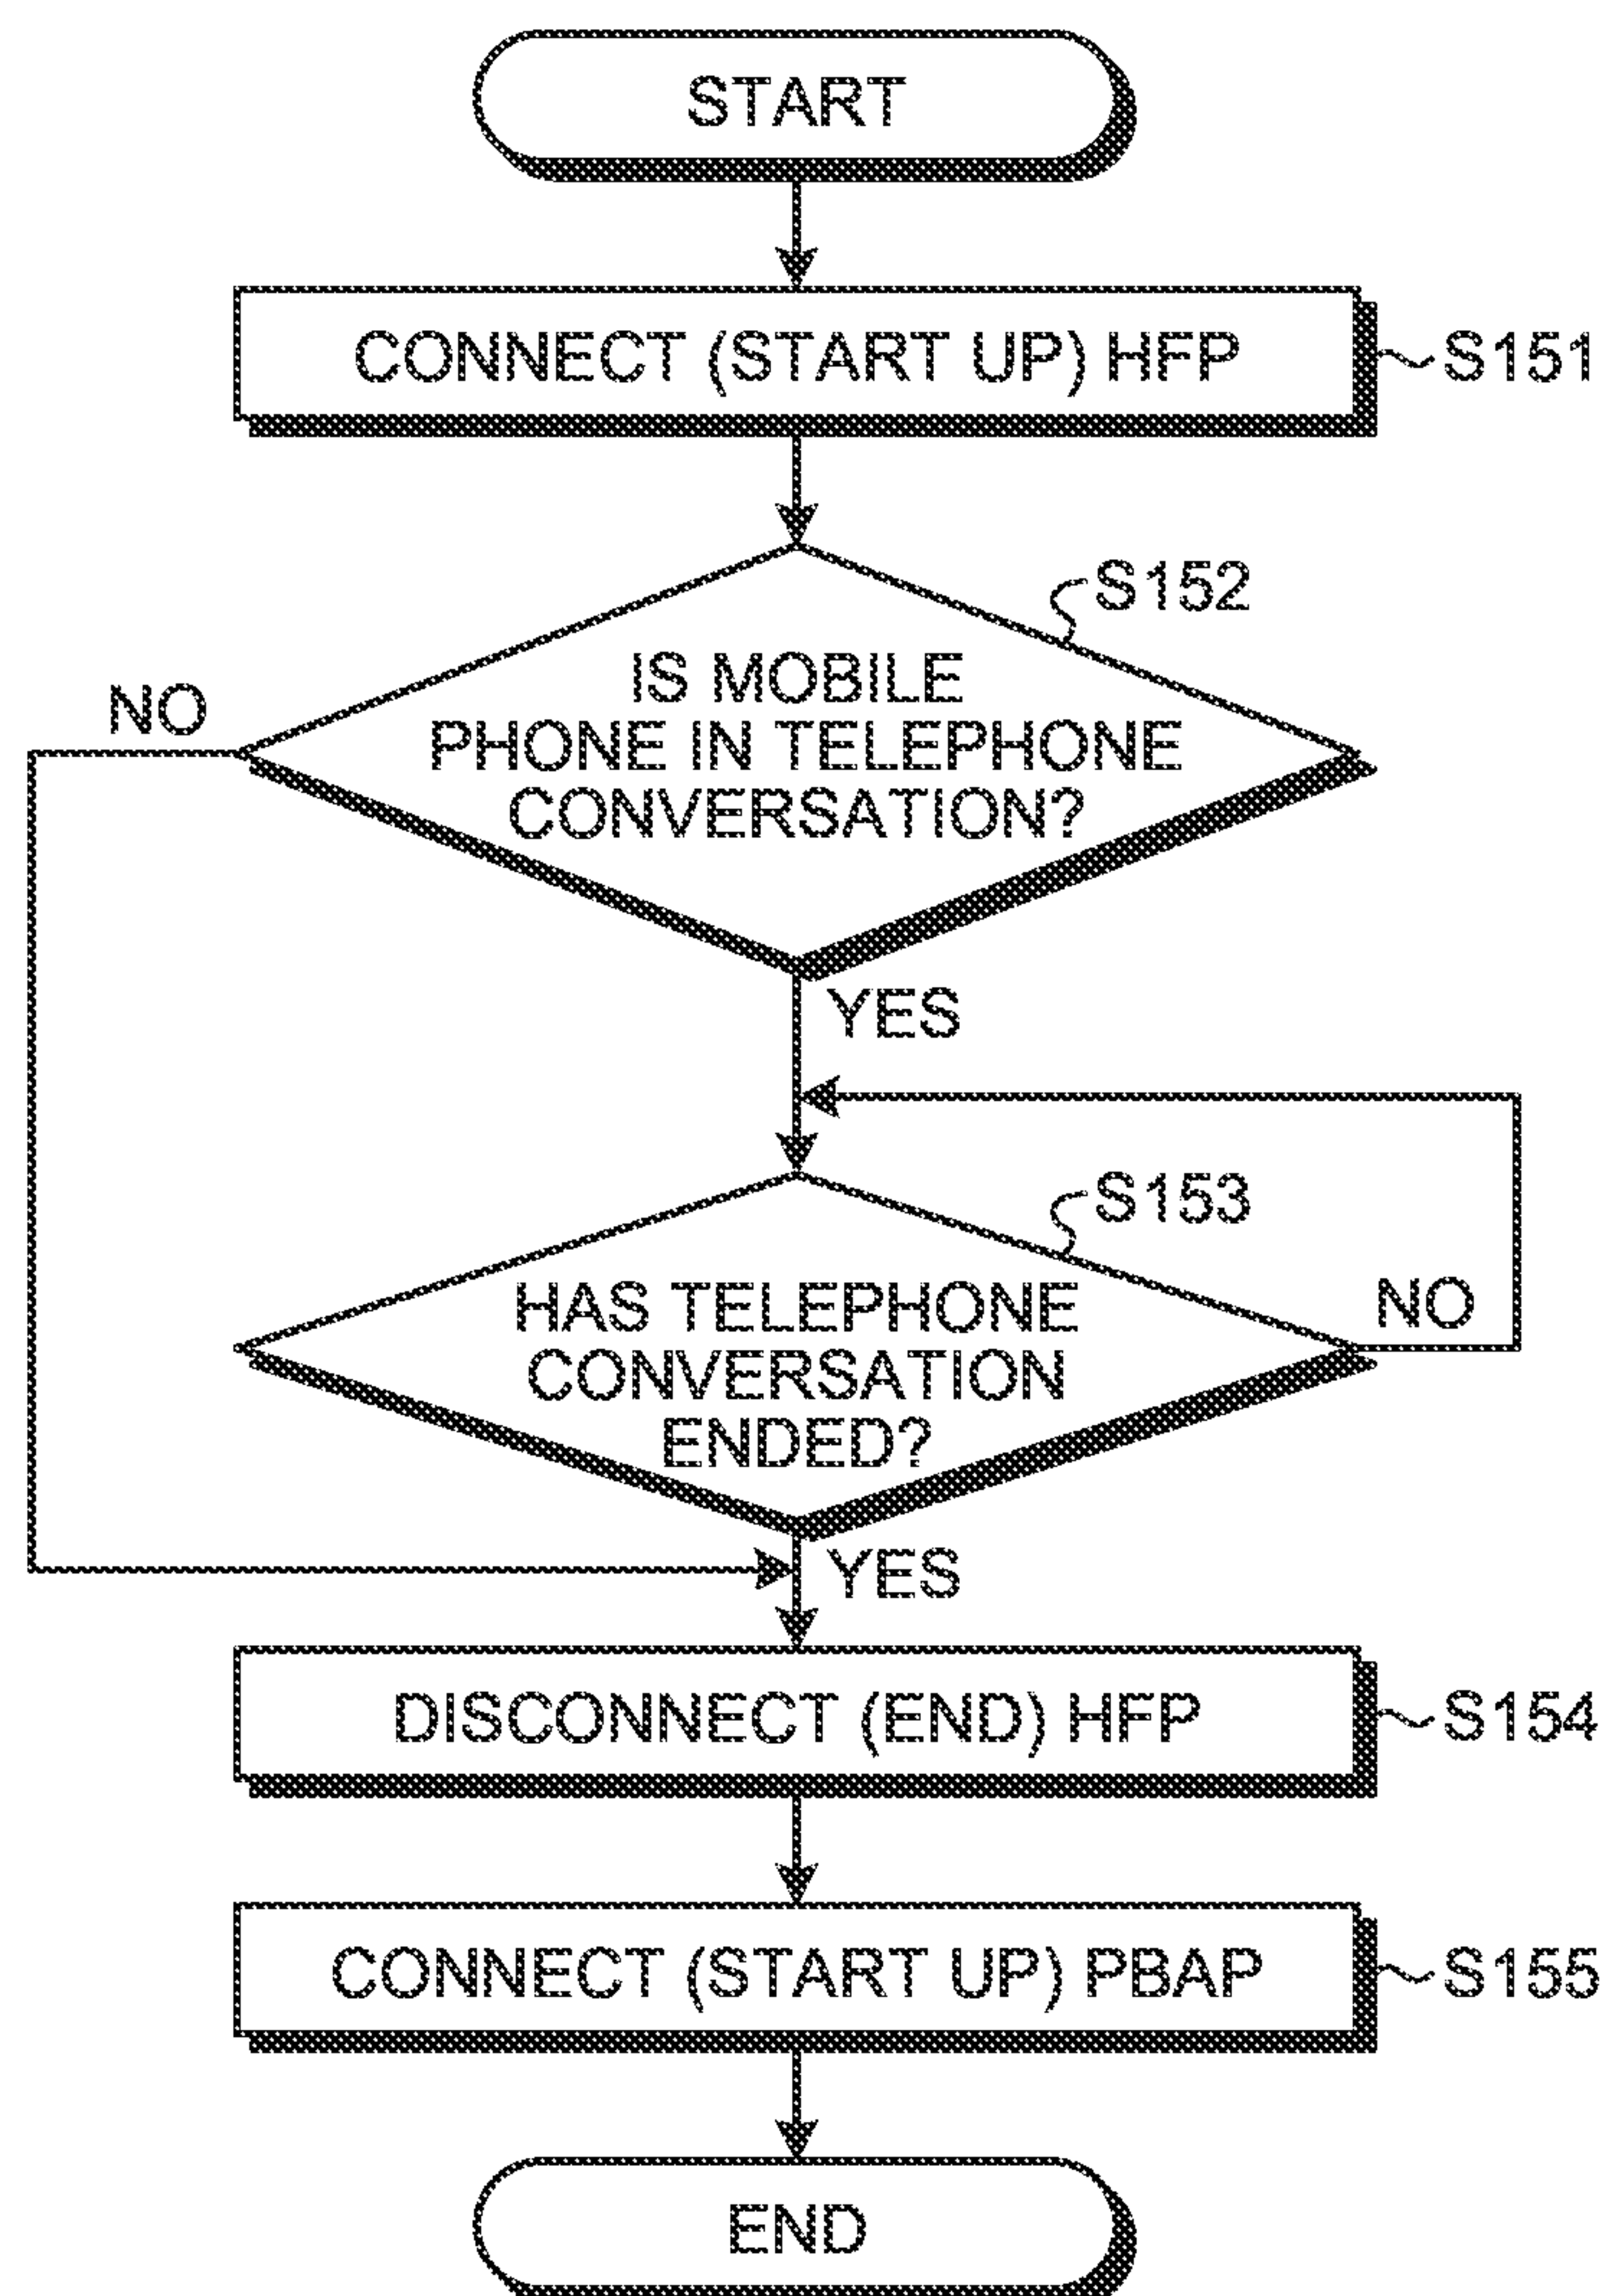 START
CONNECT (START UP) HFP
S151
S152
IS MOBILE
PHONE IN TELEPHONE
CONVERSATION?
NO
YES
S153
HAS TELEPHONE
CONVERSATION
ENDED?
NO
YES
DISCONNECT (END) HFP
S154
CONNECT (START UP) PBAP
S155
END